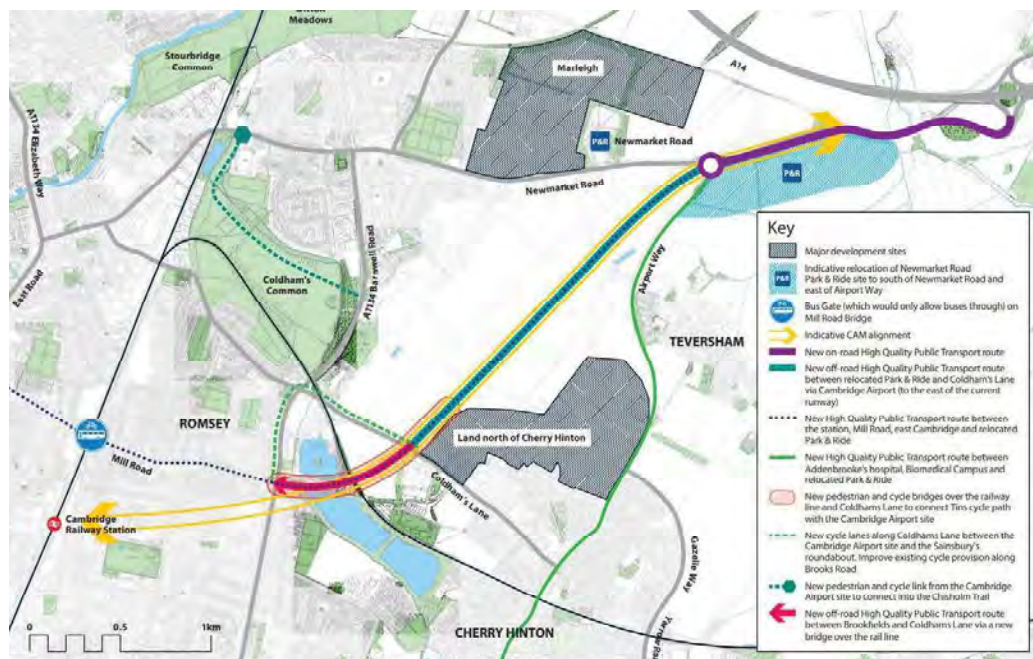 Ditton
Meadows
Stourbridge
Common
A1134 Elizabeth Way
Marleigh
A14
P&R
Newmarket Road
Newmarket Road
P&R
East Road
Coldham's
Common
A1134 Barnwell Road
Airport Way
TEVERSHAM
ROMSEY
Mill Road
Land north of Cherry Hinton
Coldham's Lane
Cambridge
Railway Station
Gazelle Way
CHERRY HINTON
0
0.5
1km
Key
Major development sites
P&R
Indicative relocation of Newmarket Road
Park & Ride site to south of Newmarket Road and
east of Airport Way
Bus Gate (which would only allow buses through) on
Mill Road Bridge
Indicative CAM alignment
New on-road High Quality Public Transport route
New off-road High Quality Public Transport route
between relocated Park & Ride and Coldham's Lane
via Cambridge Airport (to the east of the current
runway)
New High Quality Public Transport route between
the station, Mill Road, east Cambridge and relocated
Park & Ride
New High Quality Public Transport route between
Addenbrooke's hospital, Biomedical Campus and
relocated Park & Ride
New pedestrian and cycle bridges over the railway
line and Coldhams Lane to connect Tins cycle path
with the Cambridge Airport site
New cycle lanes along Coldhams Lane between the
Cambridge Airport site and the Sainsbury's
roundabout. Improve existing cycle provision along
Brooks Road
New pedestrian and cycle link from the Cambridge
Airport site to connect into the Chisholm Trail
New off-road High Quality Public Transport route
between Brookfields and Coldhams Lane via a new
bridge over the rail line